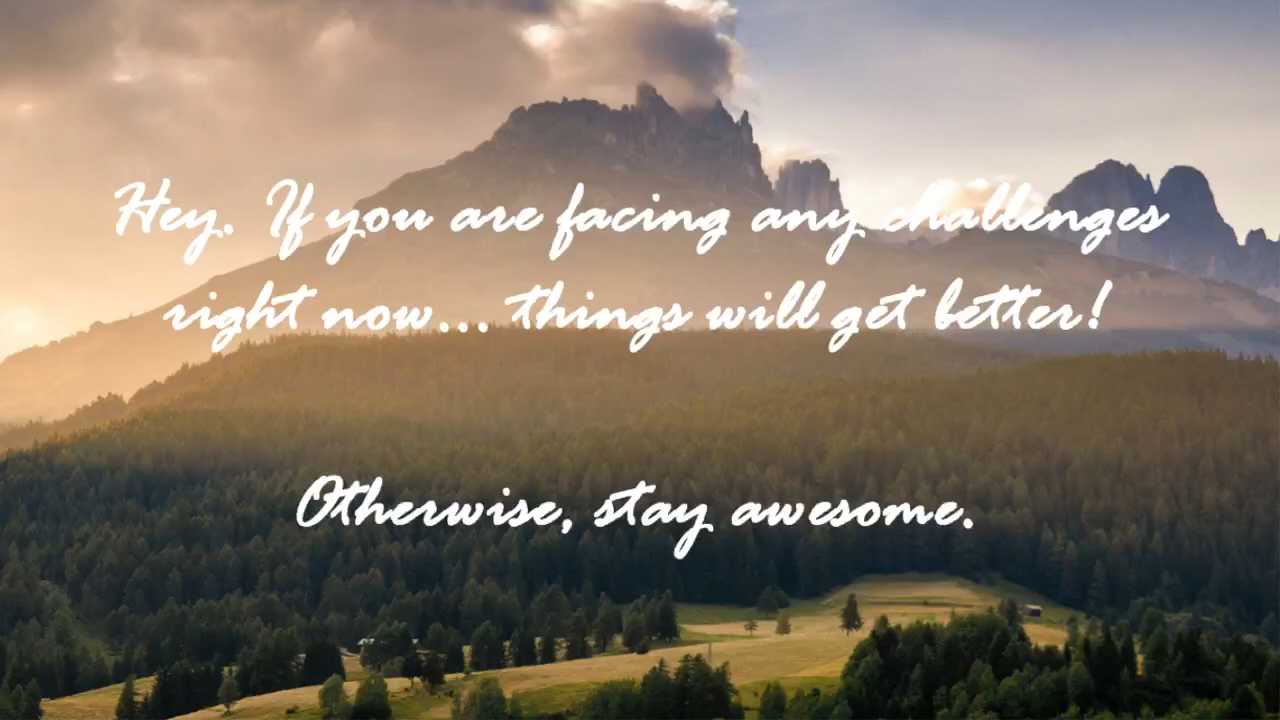 Hey. If you are facing any challenges
right now... things will get better!
Otherwise, stay awesome.